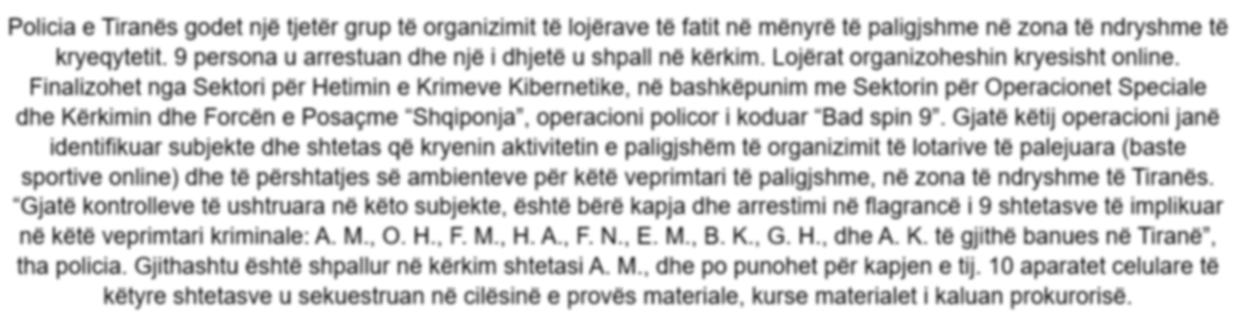 Policia e Tiranës godet një tjetër grup të organizimit të lojërave të fatit në mënyrë të paligjshme në zona të ndryshme të
kryeqytetit. 9 persona u arrestuan dhe një i dhjetë u shpall në kërkim. Lojërat organizoheshin kryesisht online.
Finalizohet nga Sektori për Hetimin e Krimeve Kibernetike, në bashkëpunim me Sektorin për Operacionet Speciale
dhe Kërkimin dhe Forcën e Posaçme “Shqiponja”, operacioni policor i koduar “Bad spin 9”. Gjatë këtij operacioni janë
identifikuar subjekte dhe shtetas që kryenin aktivitetin e paligjshëm të organizimit të lotarive të palejuara (baste
sportive online) dhe të përshtatjes së ambienteve për këtë veprimtari të paligjshme, në zona të ndryshme të Tiranës.
“Gjatë kontrolleve të ushtruara në këto subjekte, është bërë kapja dhe arrestimi në flagrancë i 9 shtetasve të implikuar
në këtë veprimtari kriminale: A. M., O. H., F. M., H. A., F. N., E. M., B. K., G. H., dhe A. K. të gjithë banues në Tiranë”,
tha policia. Gjithashtu është shpallur në kërkim shtetasi A. M., dhe po punohet për kapjen e tij. 10 aparatet celulare të
këtyre shtetasve u sekuestruan në cilësinë e provës materiale, kurse materialet i kaluan prokurorisë.